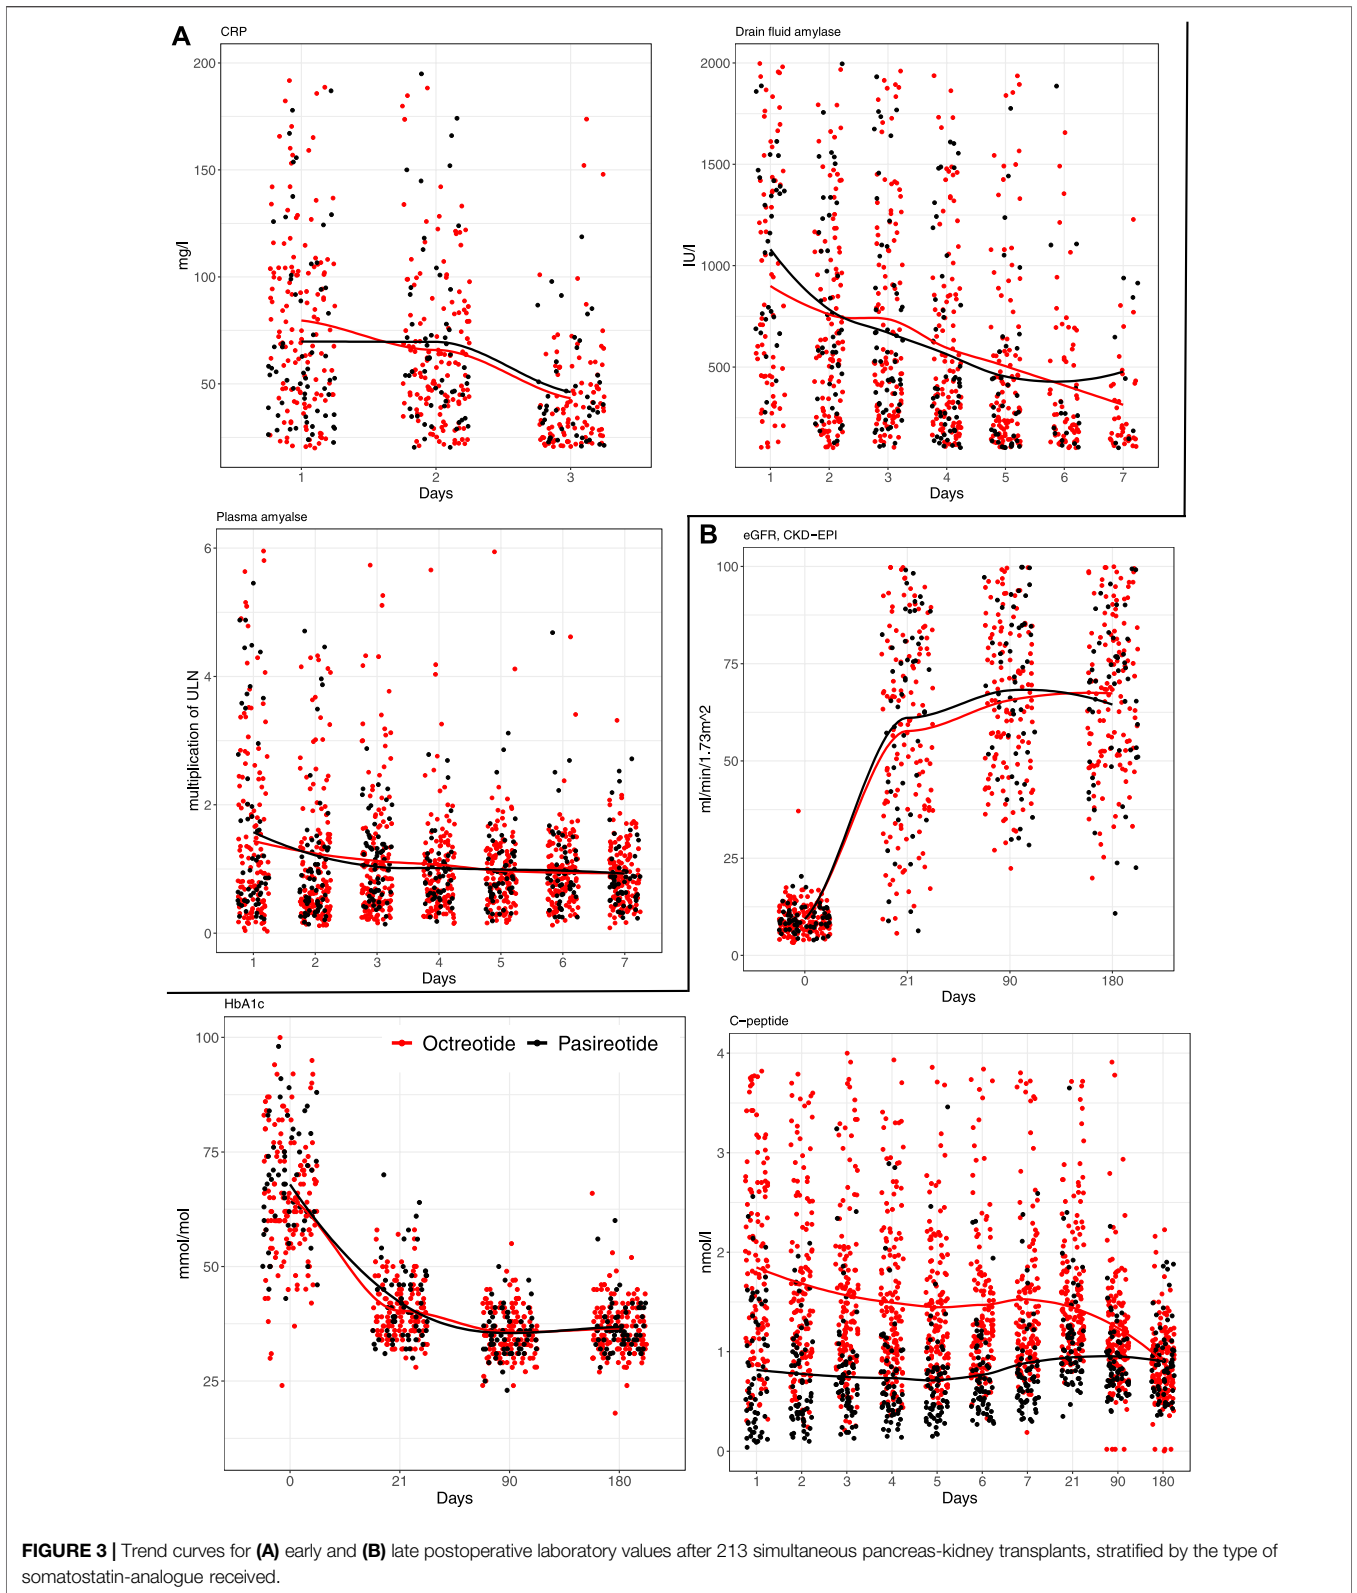 A
CRP
200
150
100
50
mg/l
1 2 3
Days
Drain fluid amylase
2000
1500
1000
500
IU/l
1 2 3 4 5 6 7
Days
Plasma amyalse
6
4
2
0
multiplication of ULN
1 2 3 4 5 6 7
Days
B
eGFR, CKD−EPI
100
75
50
25
0
ml/min/1.73m^2
0 21 90 180
Days
HbA1c
Octreotide Pasireotide
100
75
50
25
mmol/mol
0 21 90 180
Days
C−peptide
4
3
2
1
0
nmol/l
1 2 3 4 5 6 7 21 90 180
Days
FIGURE 3 | Trend curves for (A) early and (B) late postoperative laboratory values after 213 simultaneous pancreas-kidney transplants, stratified by the type of
somatostatin-analogue received.